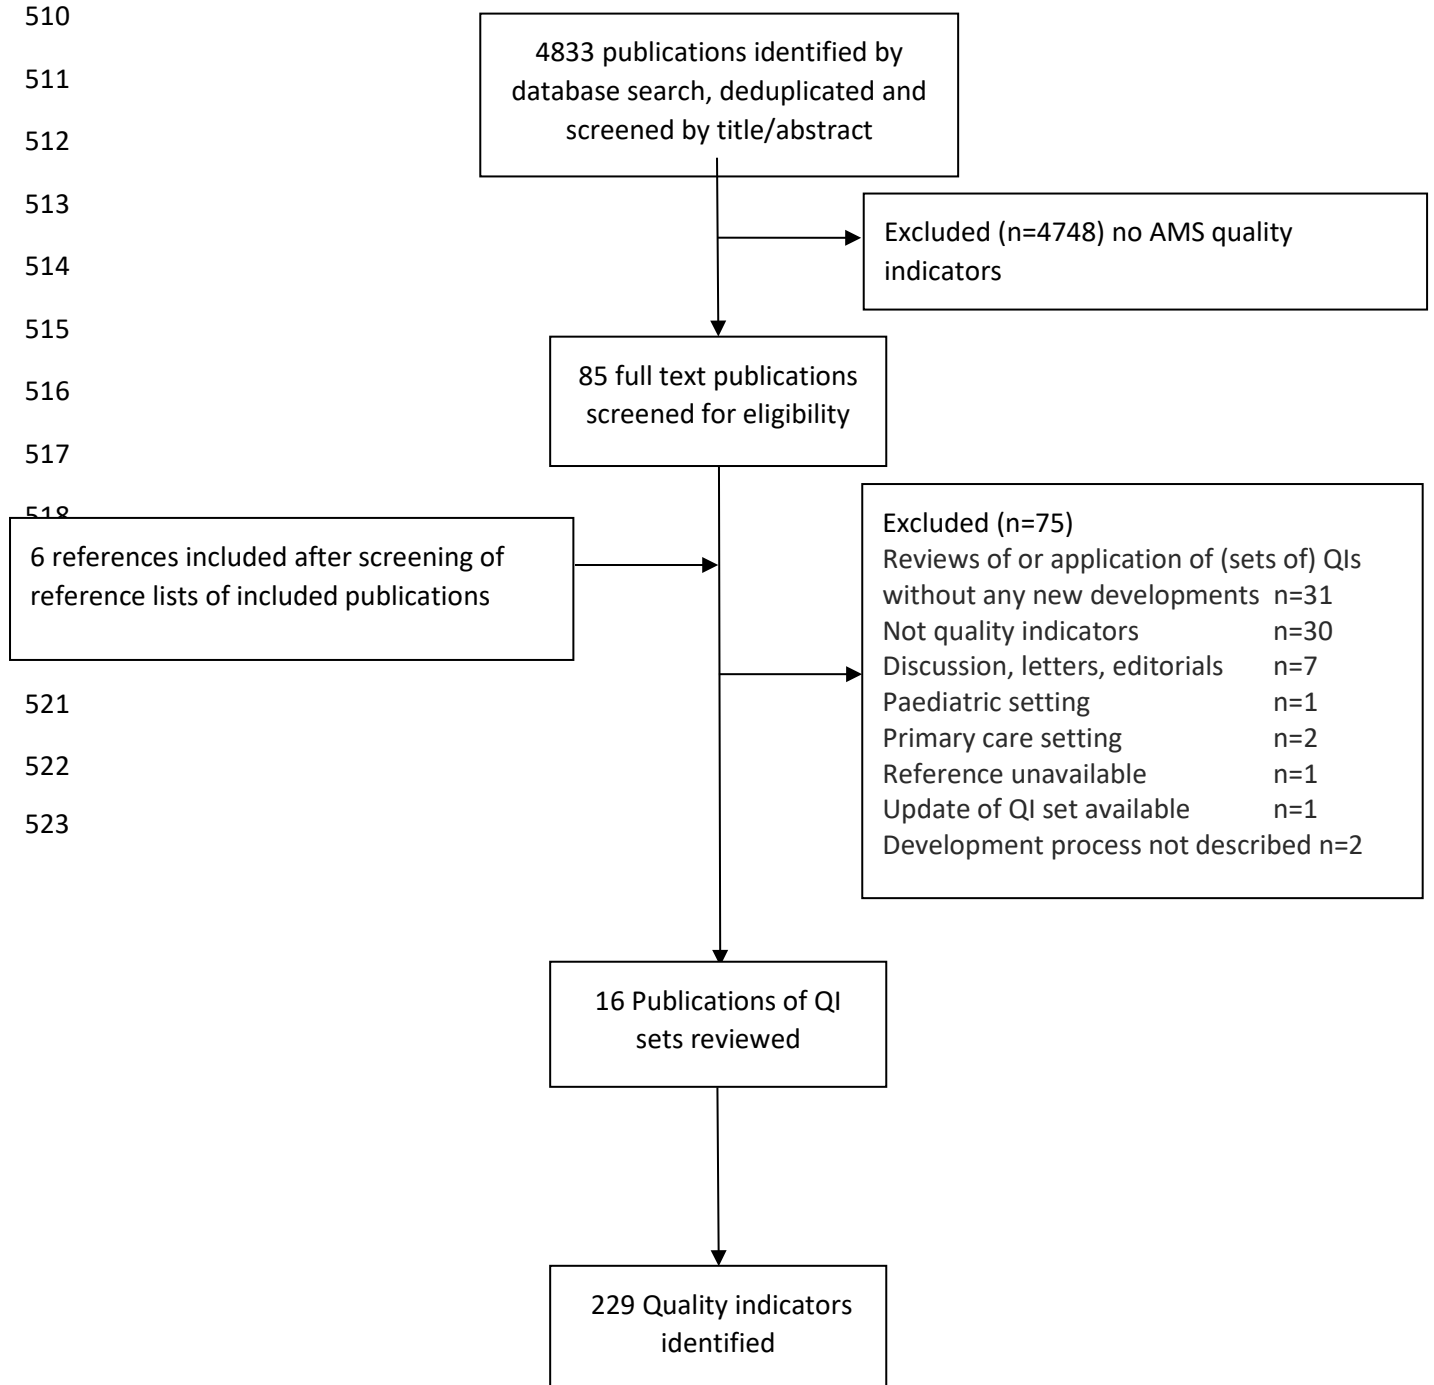 510
4833 publications identified by
database search, deduplicated and
screened by title/abstract
511
512
513
Excluded (n=4748) no AMS quality
indicators
514
515
85 full text publications
screened for eligibility
516
517
518
6 references included after screening of
reference lists of included publications
Excluded (n=75)
Reviews of or application of (sets of) QIs
without any new developments n=31
Not quality indicators n=30
Discussion, letters, editorials n=7
Paediatric setting n=1
Primary care setting n=2
Reference unavailable n=1
Update of QI set available n=1
Development process not described n=2
521
522
523
16 Publications of QI
sets reviewed
229 Quality indicators
identified